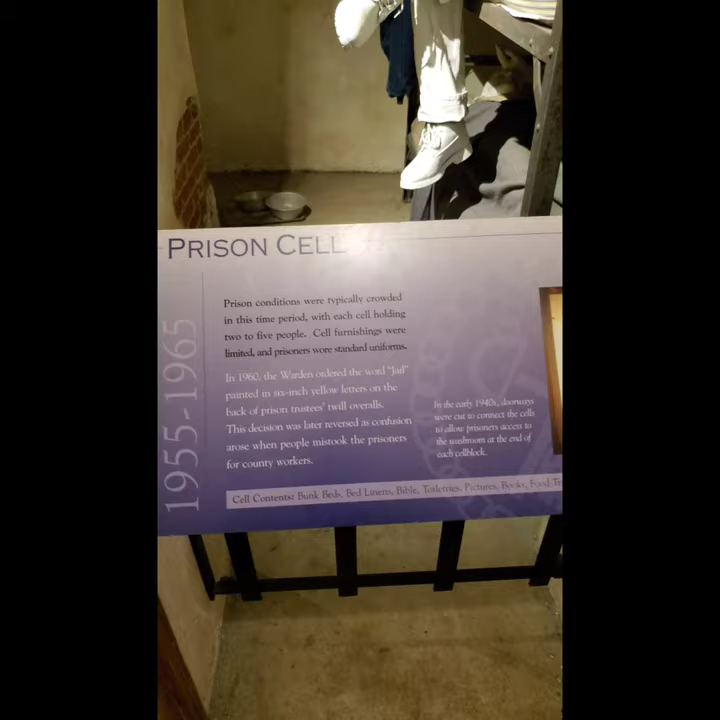 PRISON CELL
1955-1965
Prison conditions were typically crowded
in this time period, with each cell holding
two to five people. Cell furnishings were
limited, and prisoners wore standard uniforms.
In 1960, the Warden ordered the word "Jail"
painted in six-inch yellow letters on the
back of prison trustees' twill overalls.
This decision was later reversed as confusion
arose when people mistook the prisoners
for county workers.
In the early 1940s, doorways
were cut to connect the cells
to allow prisoners access to
the washroom at the end of
each cellblock.
Cell Contents: Bunk Beds, Bed Linens, Bible, Toiletries, Pictures, Books, Food